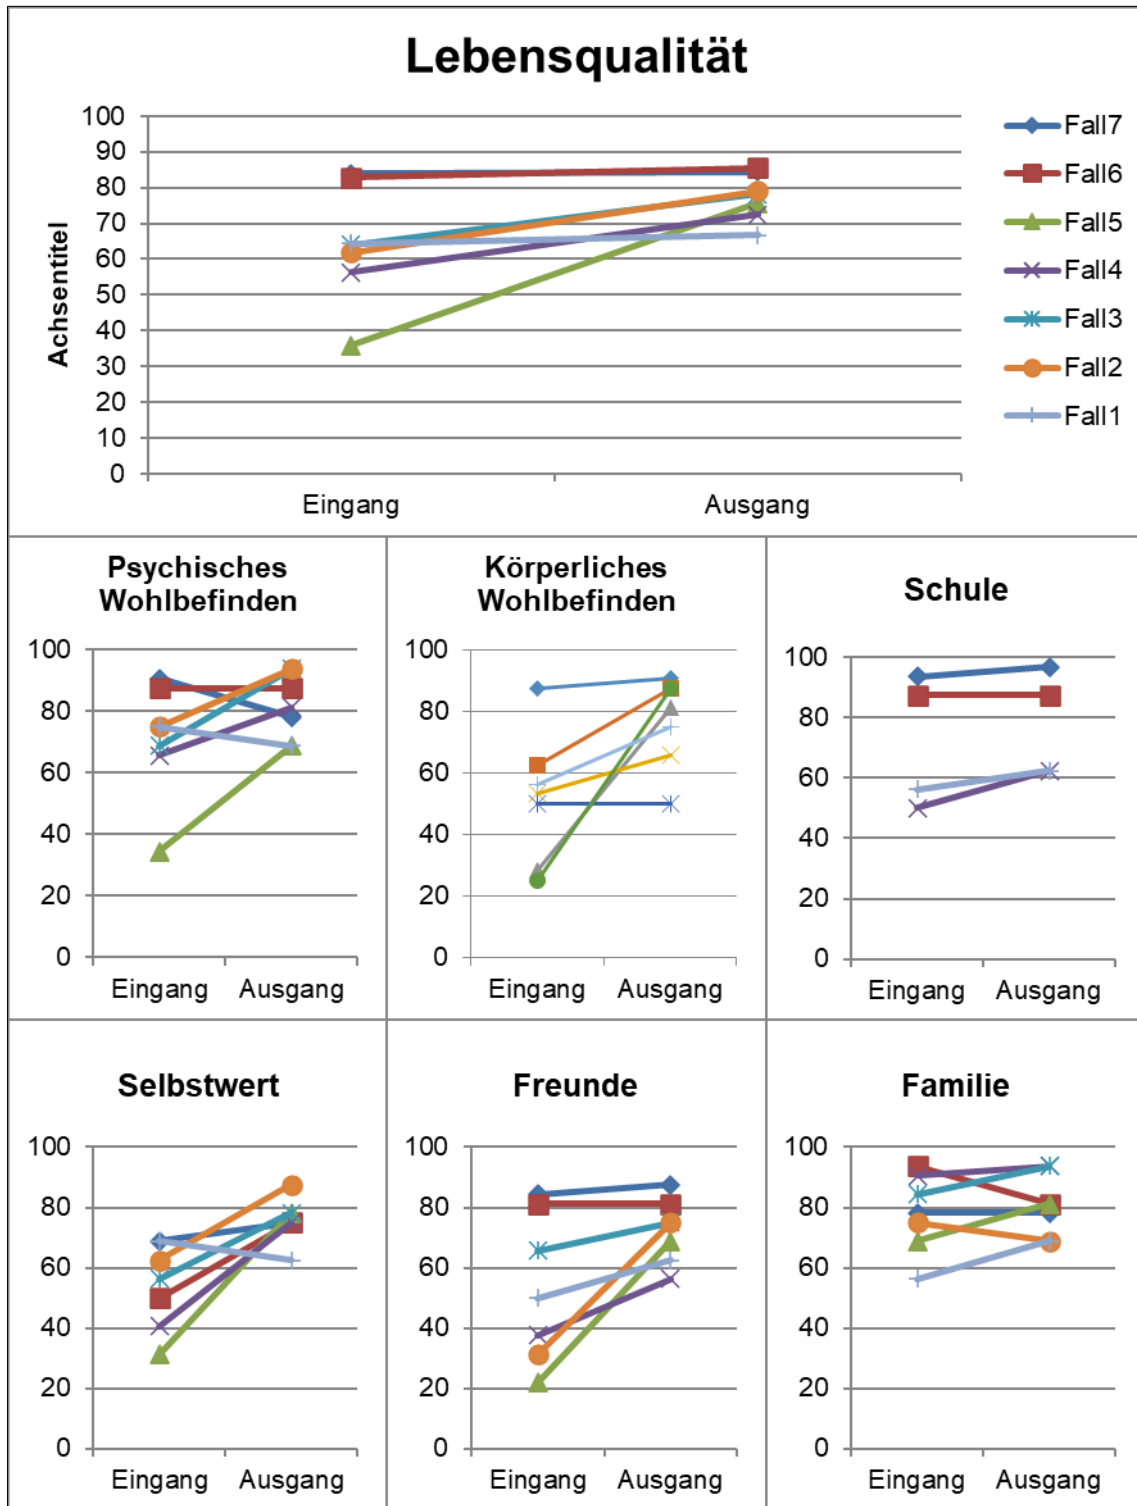 Lebensqualität
100
90
80
70
60
50
40
30
20
10
0
Achsentitel
Eingang Ausgang
Fall7
Fall6
Fall5
Fall4
Fall3
Fall2
Fall1
Psychisches
Wohlbefinden
100
80
60
40
20
0
Eingang Ausgang
Körperliches
Wohlbefinden
100
80
60
40
20
0
Eingang Ausgang
Schule
100
80
60
40
20
0
Eingang Ausgang
Selbstwert
100
80
60
40
20
0
Eingang Ausgang
Freunde
100
80
60
40
20
0
Eingang Ausgang
Familie
100
80
60
40
20
0
Eingang Ausgang